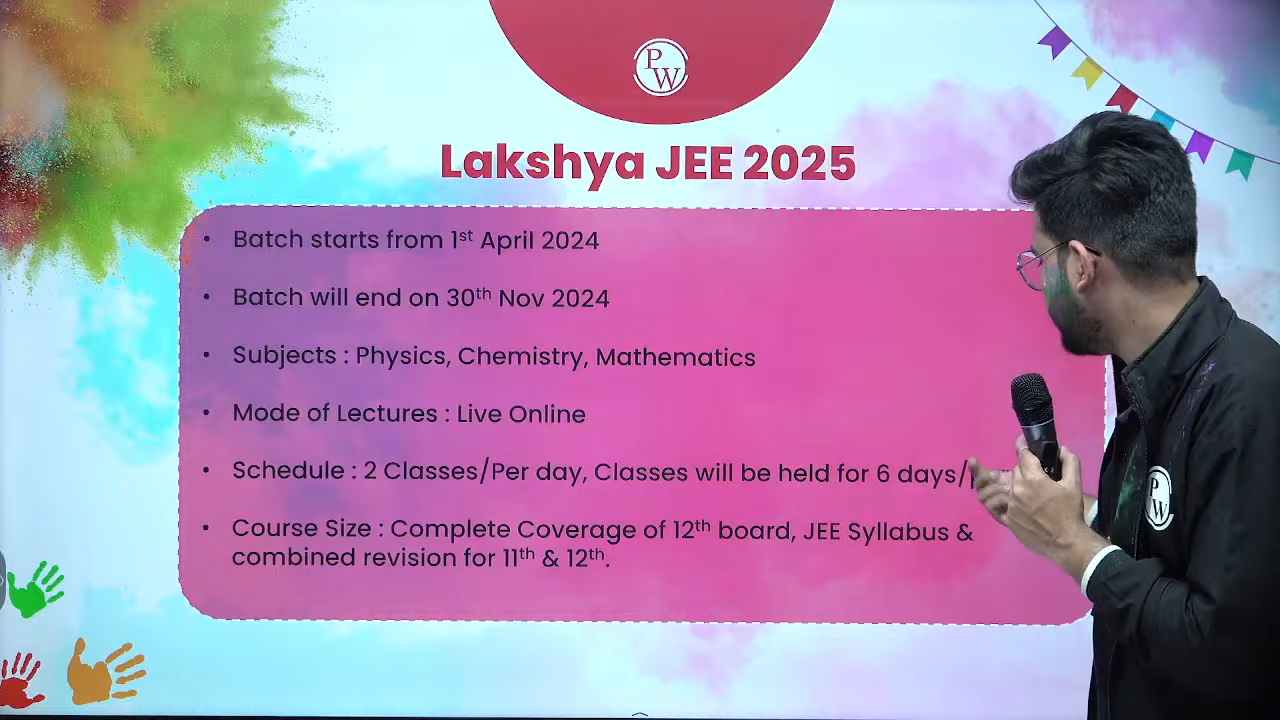 PW
Lakshya JEE 2025
• Batch starts from 1st April 2024
• Batch will end on 30th Nov 2024
• Subjects : Physics, Chemistry, Mathematics
• Mode of Lectures : Live Online
• Schedule : 2 Classes/Per day, Classes will be held for 6 days/
• Course Size : Complete Coverage of 12th board, JEE Syllabus &
combined revision for 11th & 12th.
PW